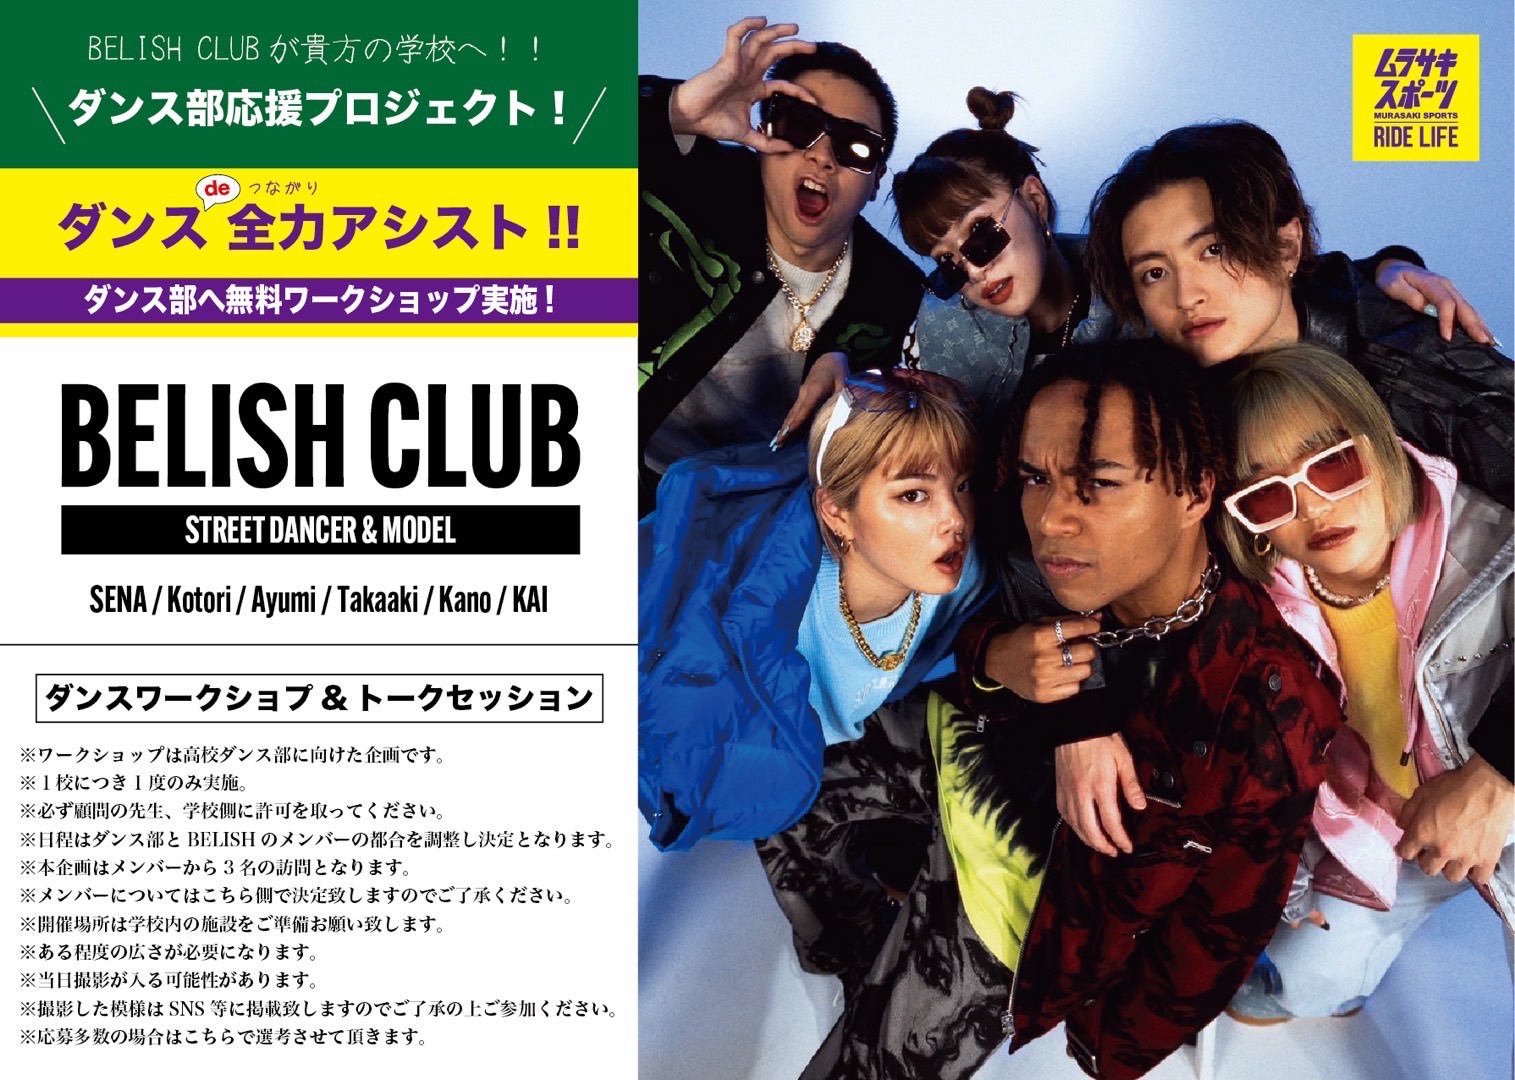 BELISH CLUBが貴方の学校へ！！
ダンス部応援プロジェクト！
de つながり
ダンス 全力アシスト!!
ダンス部へ無料ワークショップ実施！
BELISH CLUB
STREET DANCER & MODEL
SENA / Kotori / Ayumi / Takaaki / Kano / KAI
ダンスワークショプ & トークセッション
※ワークショップは高校ダンス部に向けた企画です。
※１校につき１度のみ実施。
※必ず顧問の先生、学校側に許可を取ってください。
※日程はダンス部と BELISH のメンバーの都合を調整し決定となります。
※本企画はメンバーから３名の訪問となります。
※メンバーについてはこちら側で決定致しますのでご了承ください。
※開催場所は学校内の施設をご準備お願い致します。
※ある程度の広さが必要になります。
※当日撮影が入る可能性があります。
※撮影した模様は SNS 等に掲載致しますのでご了承の上ご参加ください。
※応募多数の場合はこちらで選考させて頂きます。
ムラサキ
スポーツ
MURASAKI SPORTS
RIDE LIFE